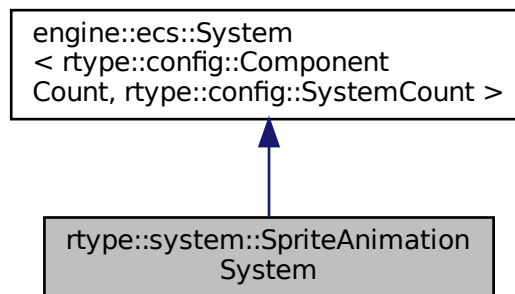 engine::ecs::System
< rtype::config::Component
Count, rtype::config::SystemCount >
rtype::system::SpriteAnimation
System